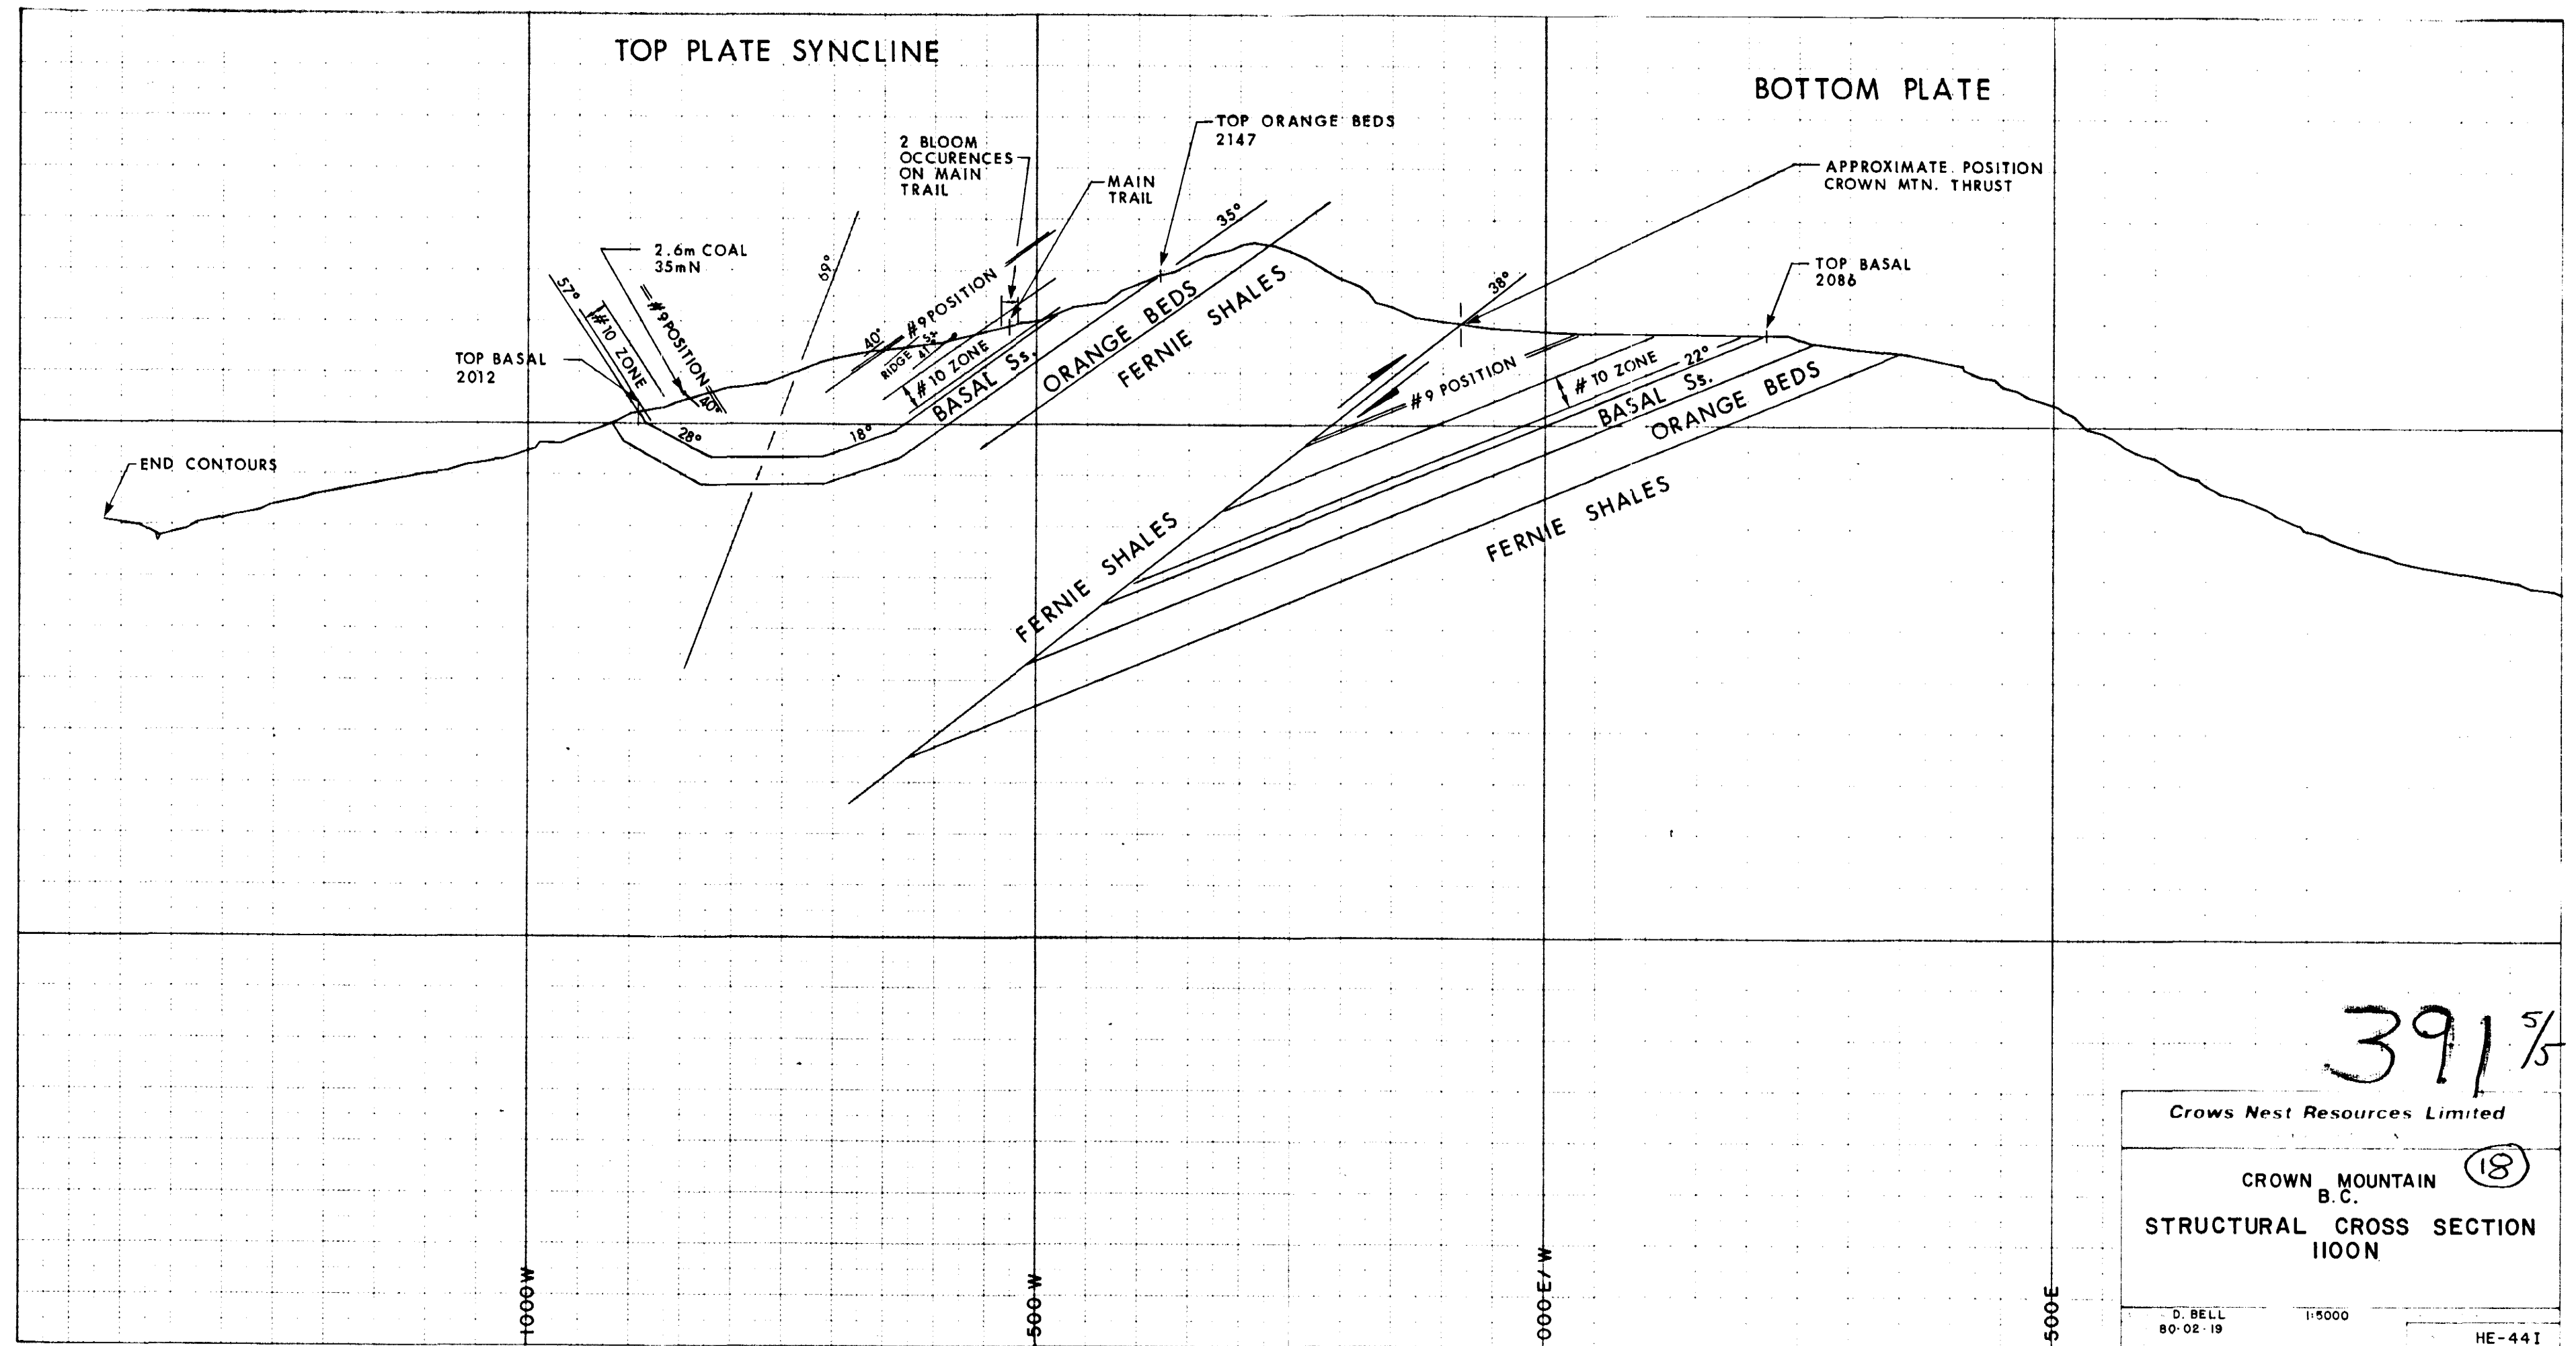 TOP PLATE SYNCLINE
BOTTOM PLATE
TOP ORANGE BEDS
2147
2 BLOOM
OCCURENCES
ON MAIN
TRAIL
MAIN
TRAIL
APPROXIMATE POSITION
CROWN MTN. THRUST
2.6m COAL
35mN
69°
35°
38°
TOP BASAL
2086
57°
#10 ZONE
#9 POSITION
40°
TOP BASAL
2012
28°
18°
40°
#9 POSITION
RIDGE Ss.
41°
#10 ZONE
BASAL Ss.
ORANGE BEDS
FERNIE SHALES
#9 POSITION
#10 ZONE
22°
BASAL Ss.
ORANGE BEDS
FERNIE SHALES
FERNIE SHALES
END CONTOURS
391 5/5
Crows Nest Resources Limited
18
CROWN MOUNTAIN
B.C.
STRUCTURAL CROSS SECTION
1100N
D. BELL
80·02·19
1:5000
HE-441
1000W
500W
000E/W
500E